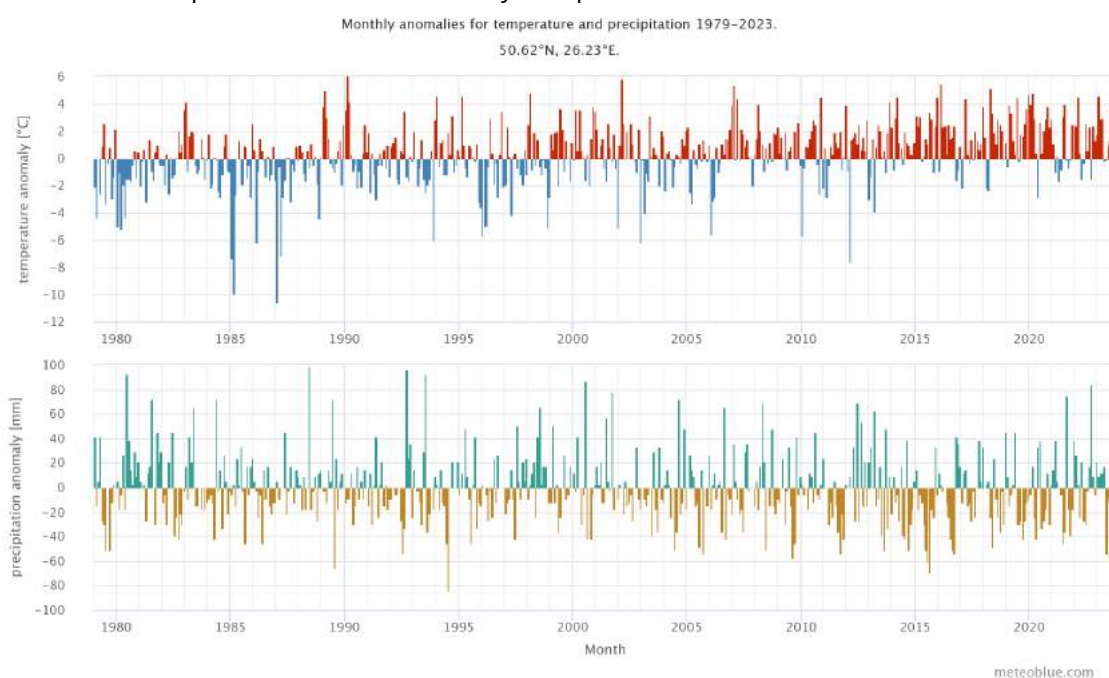 Monthly anomalies for temperature and precipitation 1979-2023.
50.62°N, 26.23°E.
temperature anomaly [°C]
6
4
2
0
-2
-4
-6
-8
-10
-12
1980 1985 1990 1995 2000 2005 2010 2015 2020
precipitation anomaly [mm]
100
80
60
40
20
0
-20
-40
-60
-80
-100
1980 1985 1990 1995 2000 2005 2010 2015 2020
Month
meteoblue.com